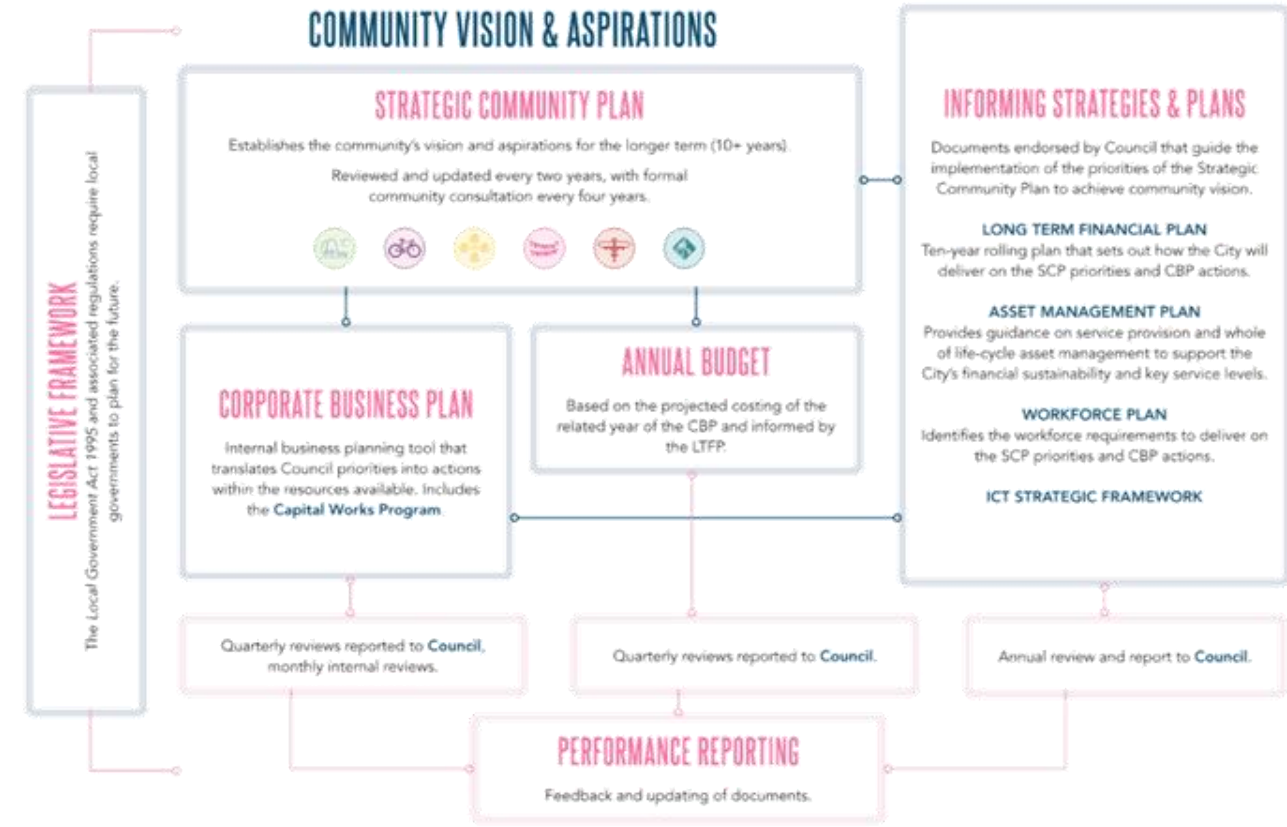 COMMUNITY VISION & ASPIRATIONS
LEGISLATIVE FRAMEWORK
The Local Government Act 1995 and associated regulations require local
governments to plan for the future.
STRATEGIC COMMUNITY PLAN
Establishes the community's vision and aspirations for the longer term (10+ years).
Reviewed and updated every two years, with formal
community consultation every four years.
CORPORATE BUSINESS PLAN
Internal business planning tool that
translates Council priorities into actions
within the resources available. Includes
the Capital Works Program.
ANNUAL BUDGET
Based on the projected costing of the
related year of the CBP and informed by
the LTFP.
INFORMING STRATEGIES & PLANS
Documents endorsed by Council that guide the
implementation of the priorities of the Strategic
Community Plan to achieve community vision.
LONG TERM FINANCIAL PLAN
Ten-year rolling plan that sets out how the City will
deliver on the SCP priorities and CBP actions.
ASSET MANAGEMENT PLAN
Provides guidance on service provision and whole
of life-cycle asset management to support the
City's financial sustainability and key service levels.
WORKFORCE PLAN
Identifies the workforce requirements to deliver on
the SCP priorities and CBP actions.
ICT STRATEGIC FRAMEWORK
Quarterly reviews reported to Council,
monthly internal reviews.
Quarterly reviews reported to Council.
Annual review and report to Council.
PERFORMANCE REPORTING
Feedback and updating of documents.